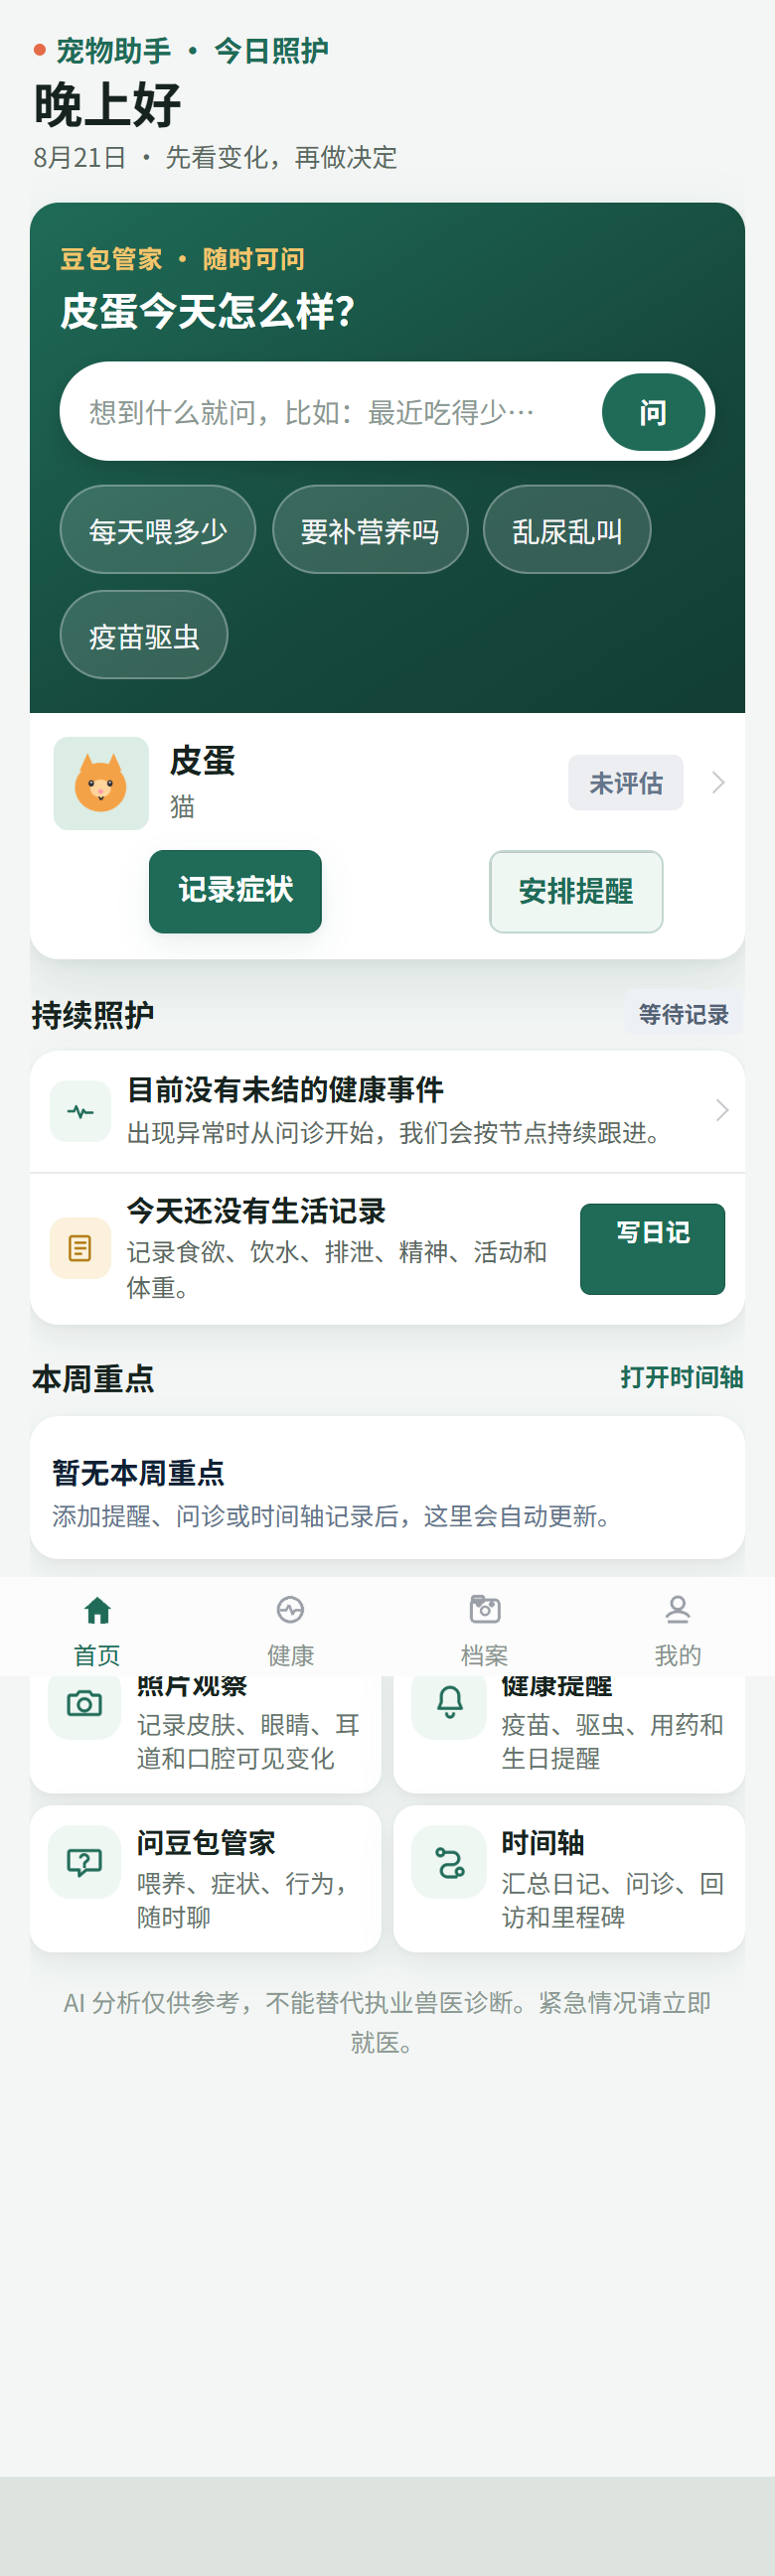 宠物助手 · 今日照护
晚上好
8月21日 · 先看变化，再做决定
豆包管家 · 随时可问
皮蛋今天怎么样？
想到什么就问，比如：最近吃得少…
问
每天喂多少
要补营养吗
乱尿乱叫
疫苗驱虫
皮蛋
猫
未评估
记录症状
安排提醒
持续照护
等待记录
目前没有未结的健康事件
出现异常时从问诊开始，我们会按节点持续跟进。
今天还没有生活记录
记录食欲、饮水、排泄、精神、活动和
体重。
写日记
本周重点
打开时间轴
暂无本周重点
添加提醒、问诊或时间轴记录后，这里会自动更新。
首页
健康
档案
我的
照片观察
记录皮肤、眼睛、耳
道和口腔可见变化
健康提醒
疫苗、驱虫、用药和
生日提醒
问豆包管家
喂养、症状、行为，
随时聊
时间轴
汇总日记、问诊、回
访和里程碑
AI 分析仅供参考，不能替代执业兽医诊断。紧急情况请立即
就医。